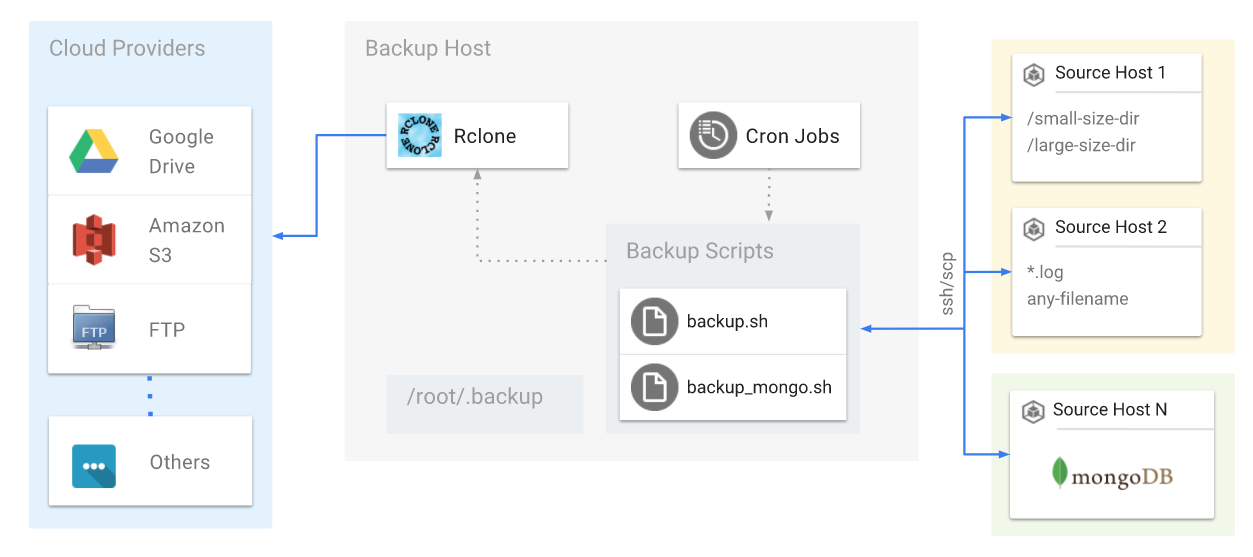 Cloud Providers
Google
Drive
Amazon
S3
FTP
FTP
Others
Backup Host
RCLONE RCLONE
Rclone
Cron Jobs
Backup Scripts
backup.sh
backup_mongo.sh
/root/.backup
ssh/scp
Source Host 1
/small-size-dir
/large-size-dir
Source Host 2
*.log
any-filename
Source Host N
mongoDB